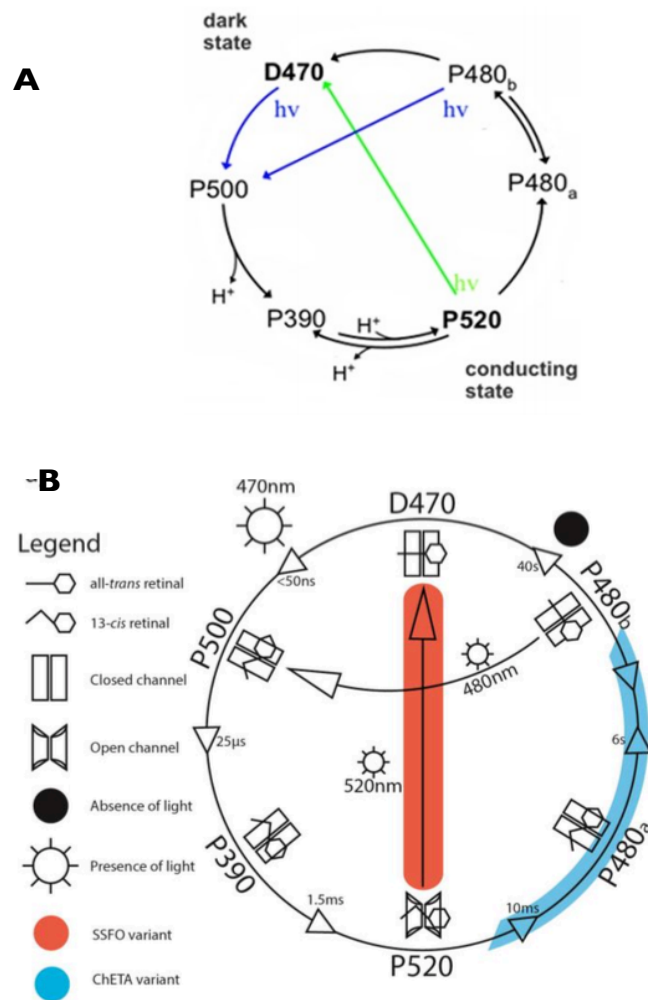 A
dark
state
D470
P480b
hν
hν
P500
P480a
hν
H+
P390
H+
P520
H+
conducting
state
-B
470nm
D470
Legend
<50ns
40s
P480b
all-trans retinal
P500
13-cis retinal
480nm
Closed channel
25µs
6s
520nm
Open channel
Absence of light
P390
P480a
Presence of light
1.5ms
10ms
SSFO variant
P520
ChETA variant